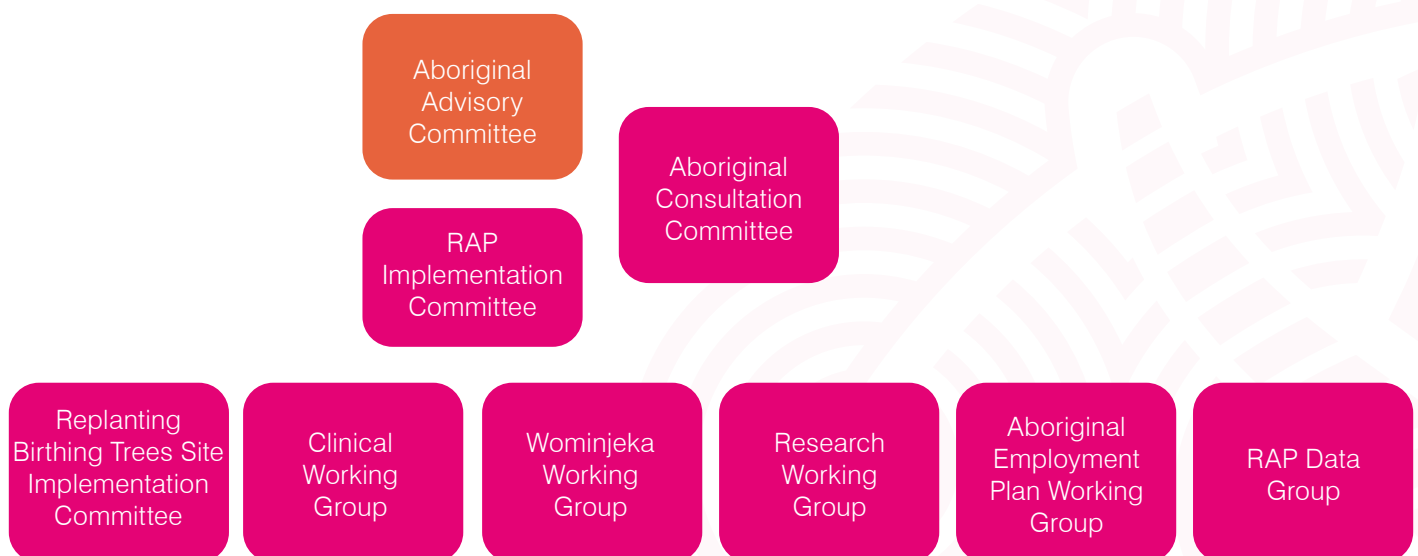 Aboriginal
Advisory
Committee
Aboriginal
Consultation
Committee
RAP
Implementation
Committee
Replanting
Birthing Trees Site
Implementation
Committee
Clinical
Working
Group
Wominjeka
Working
Group
Research
Working
Group
Aboriginal
Employment
Plan Working
Group
RAP Data
Group